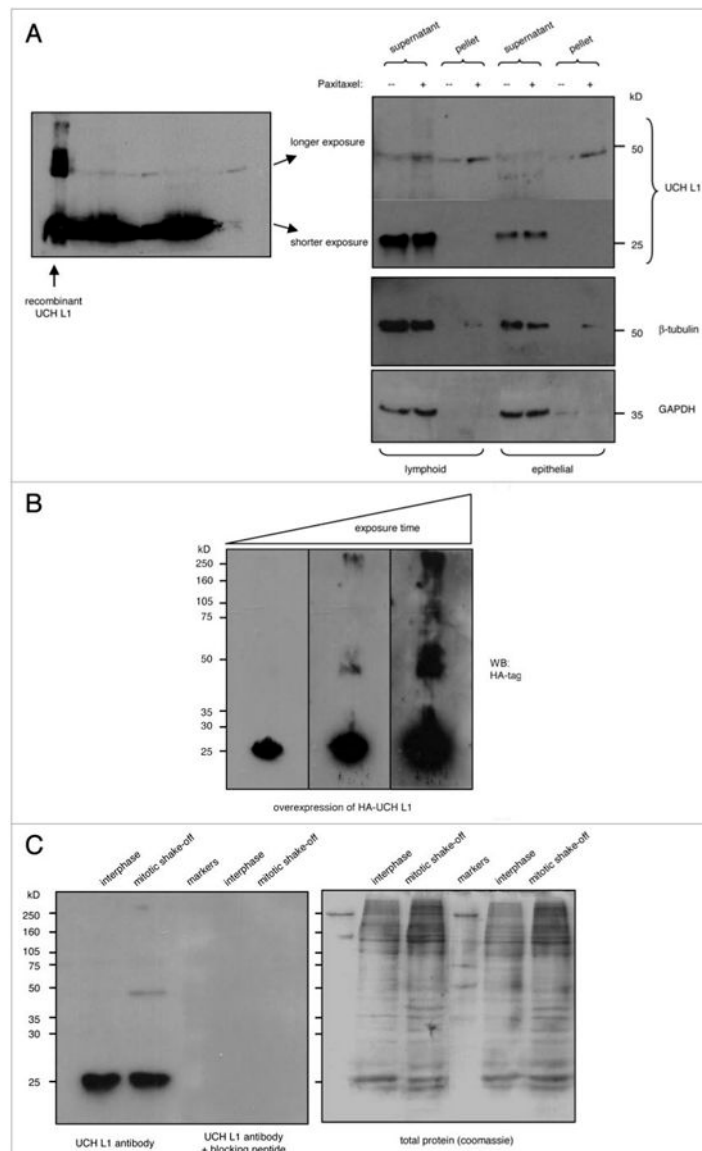 A
supernatant pellet supernatant pellet
Paxitaxel: -- + -- + -- + -- +
kD
longer exposure
50
UCH L1
shorter exposure
25
recombinant
UCH L1
50
β-tubulin
35
GAPDH
lymphoid epithelial
B
exposure time
kD
250
160
105
75
50
WB:
HA-tag
35
30
25
overexpression of HA-UCH L1
C
interphase mitotic shake-off markers interphase mitotic shake-off interphase mitotic shake-off markers interphase mitotic shake-off
kD
250
160
105
75
50
35
30
25
UCH L1 antibody
UCH L1 antibody
+ blocking peptide
total protein (coomassie)